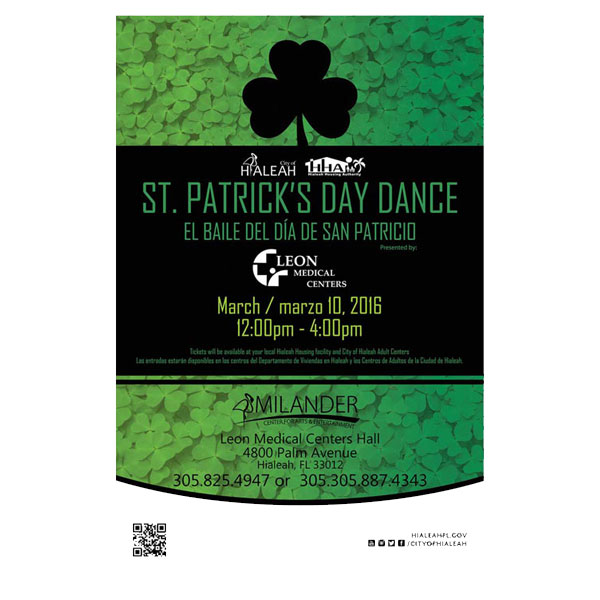 City of
HIALEAH
HHA
Hialeah Housing Authority
ST. PATRICK'S DAY DANCE
EL BAILE DEL DÍA DE SAN PATRICIO
Presented by:
LEON
MEDICAL
CENTERS
March / marzo 10, 2016
12:00pm - 4:00pm
Tickets will be available at your local Hialeah Housing facility and City of Hialeah Adult Centers
Las entradas estarán disponibles en los centros del Departamento de Viviendas en Hialeah y los Centros de Adultos de la Ciudad de Hialeah.
MILANDER
CENTER FOR ARTS & ENTERTAINMENT
Leon Medical Centers Hall
4800 Palm Avenue
Hialeah, FL 33012
305.825.4947 or 305.305.887.4343
HIALEAHFL.GOV
/CITYOFHIALEAH